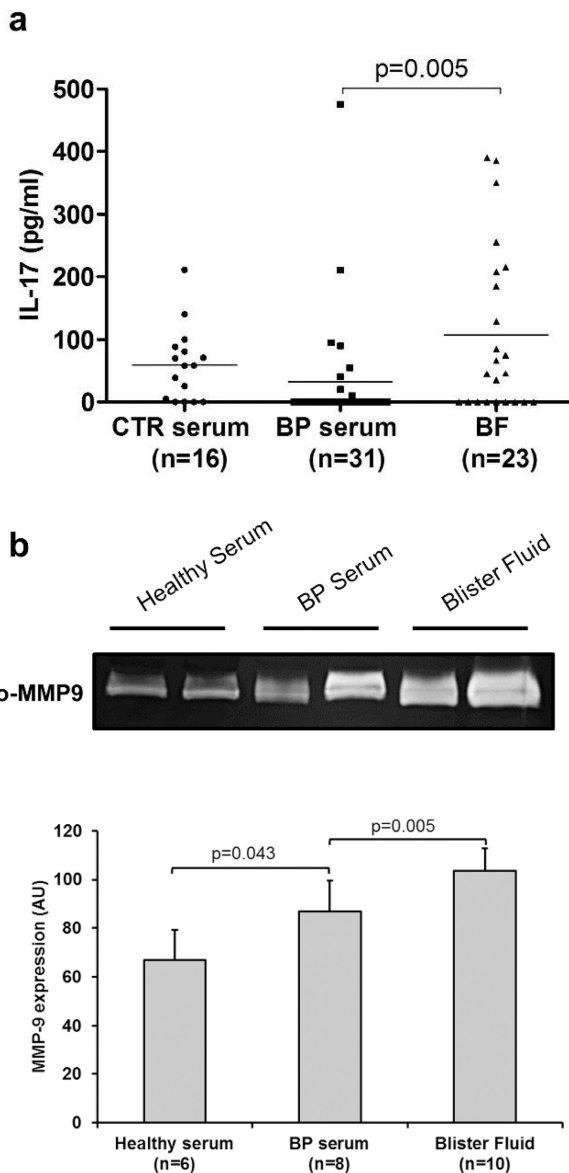 a
p=0.005
500
400
300
200
100
0
IL-17 (pg/ml)
CTR serum BP serum BF
(n=16) (n=31) (n=23)
b
Healthy Serum BP Serum Blister Fluid
o-MMP9
120
100
80
60
40
20
0
MMP-9 expression (AU)
p=0.043
p=0.005
Healthy serum BP serum Blister Fluid
(n=6) (n=8) (n=10)